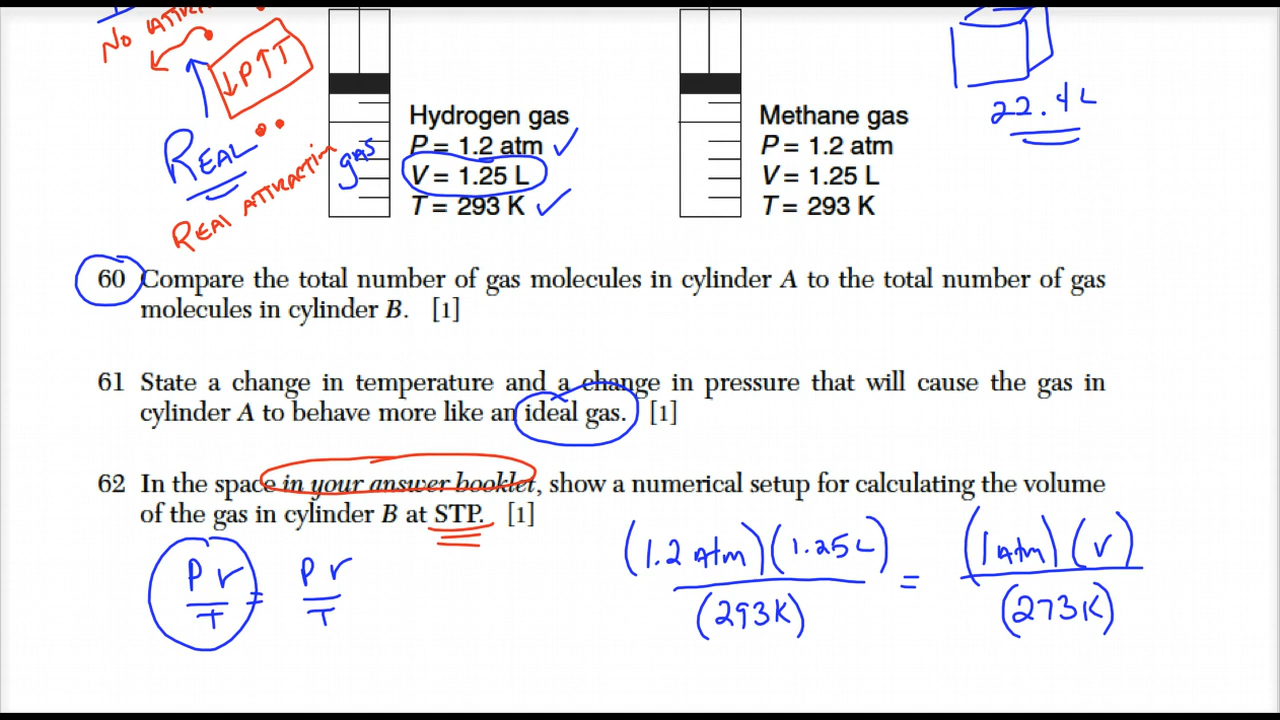 No
↓P↑T
REAL
Real attraction
gas
Hydrogen gas
P = 1.2 atm ✓
V = 1.25 L
T = 293 K ✓
Methane gas
P = 1.2 atm
V = 1.25 L
T = 293 K
22.4 L
60 Compare the total number of gas molecules in cylinder A to the total number of gas
molecules in cylinder B. [1]
61 State a change in temperature and a change in pressure that will cause the gas in
cylinder A to behave more like an ideal gas. [1]
62 In the space in your answer booklet, show a numerical setup for calculating the volume
of the gas in cylinder B at STP. [1]
PV/T = PV/T
(1.2 Atm)(1.25L)/(293K) = (1 Atm)(V)/(273K)